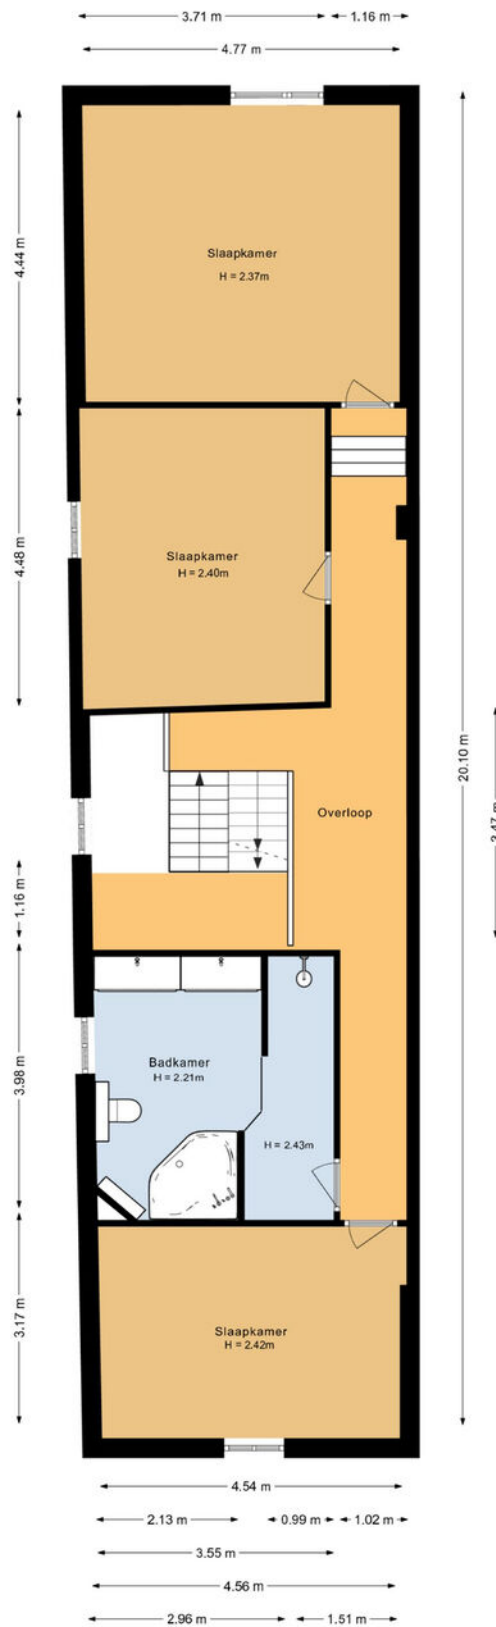 3.71 m
1.16 m
4.77 m
4.44 m
Slaapkamer
H = 2.37m
4.48 m
Slaapkamer
H = 2.40m
20.10 m
Overloop
1.16 m
3.98 m
Badkamer
H = 2.21m
H = 2.43m
3.17 m
Slaapkamer
H = 2.42m
4.54 m
2.13 m
0.99 m
1.02 m
3.55 m
4.56 m
2.96 m
1.51 m